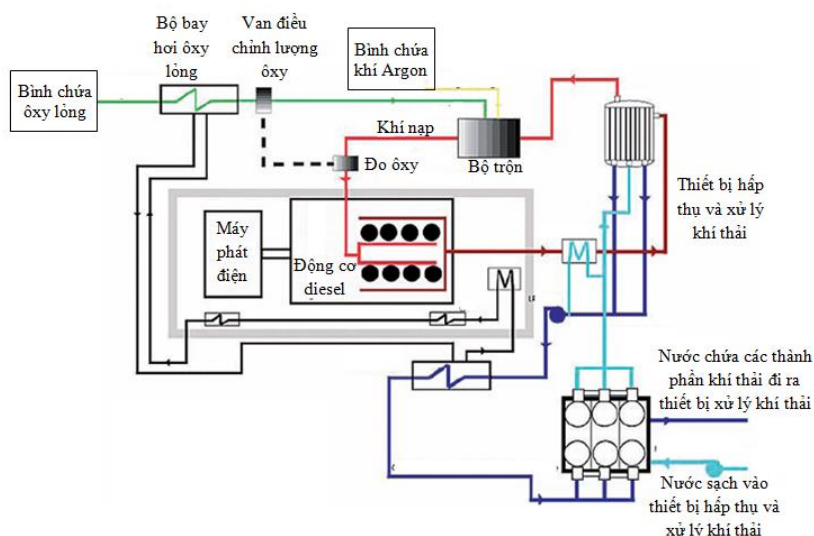 Bộ bay
hơi ôxy
lỏng
Van điều
chỉnh lượng
ôxy
Bình chứa
khí Argon
Bình chứa
ôxy lỏng
Khí nạp
Bộ trộn
Đo ôxy
Thiết bị hấp
thụ và xử lý
khí thải
Máy
phát
điện
Động cơ
diesel
Nước chứa các thành
phần khí thải đi ra
thiết bị xử lý khí thải
Nước sạch vào
thiết bị hấp thụ và
xử lý khí thải